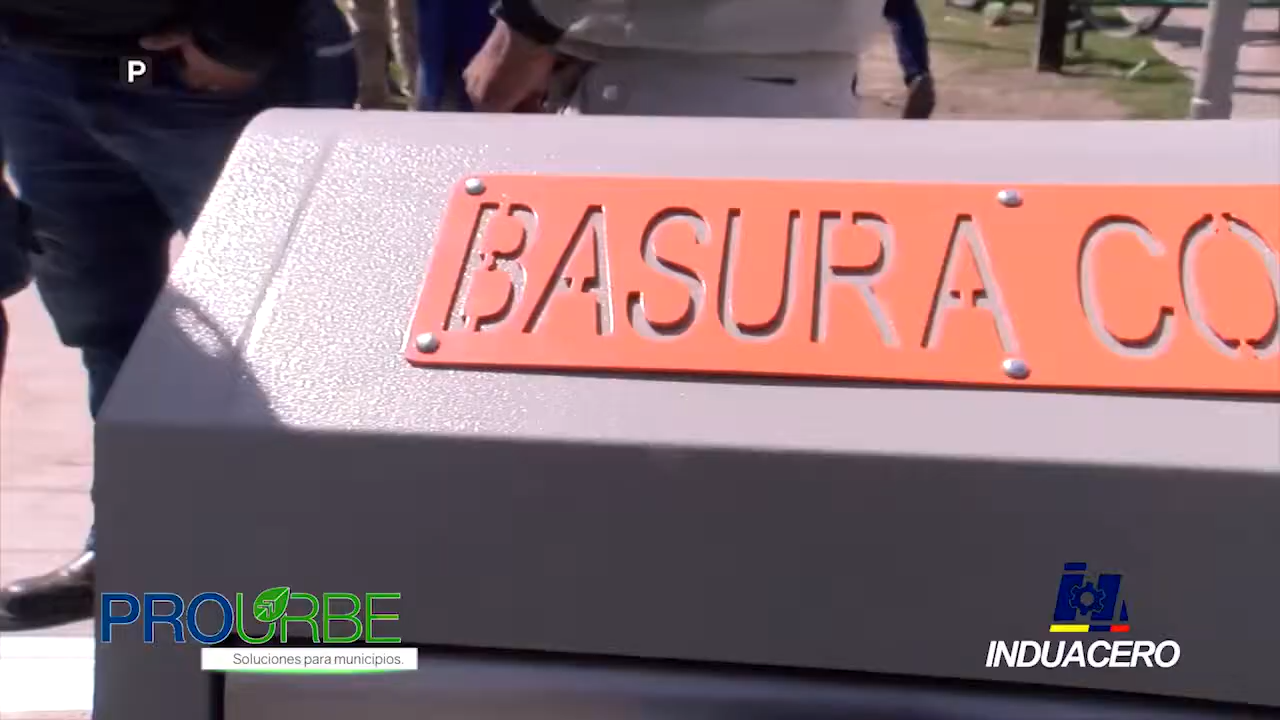 P
BASURA CO
PROURBE
Soluciones para municipios.
INDUACERO